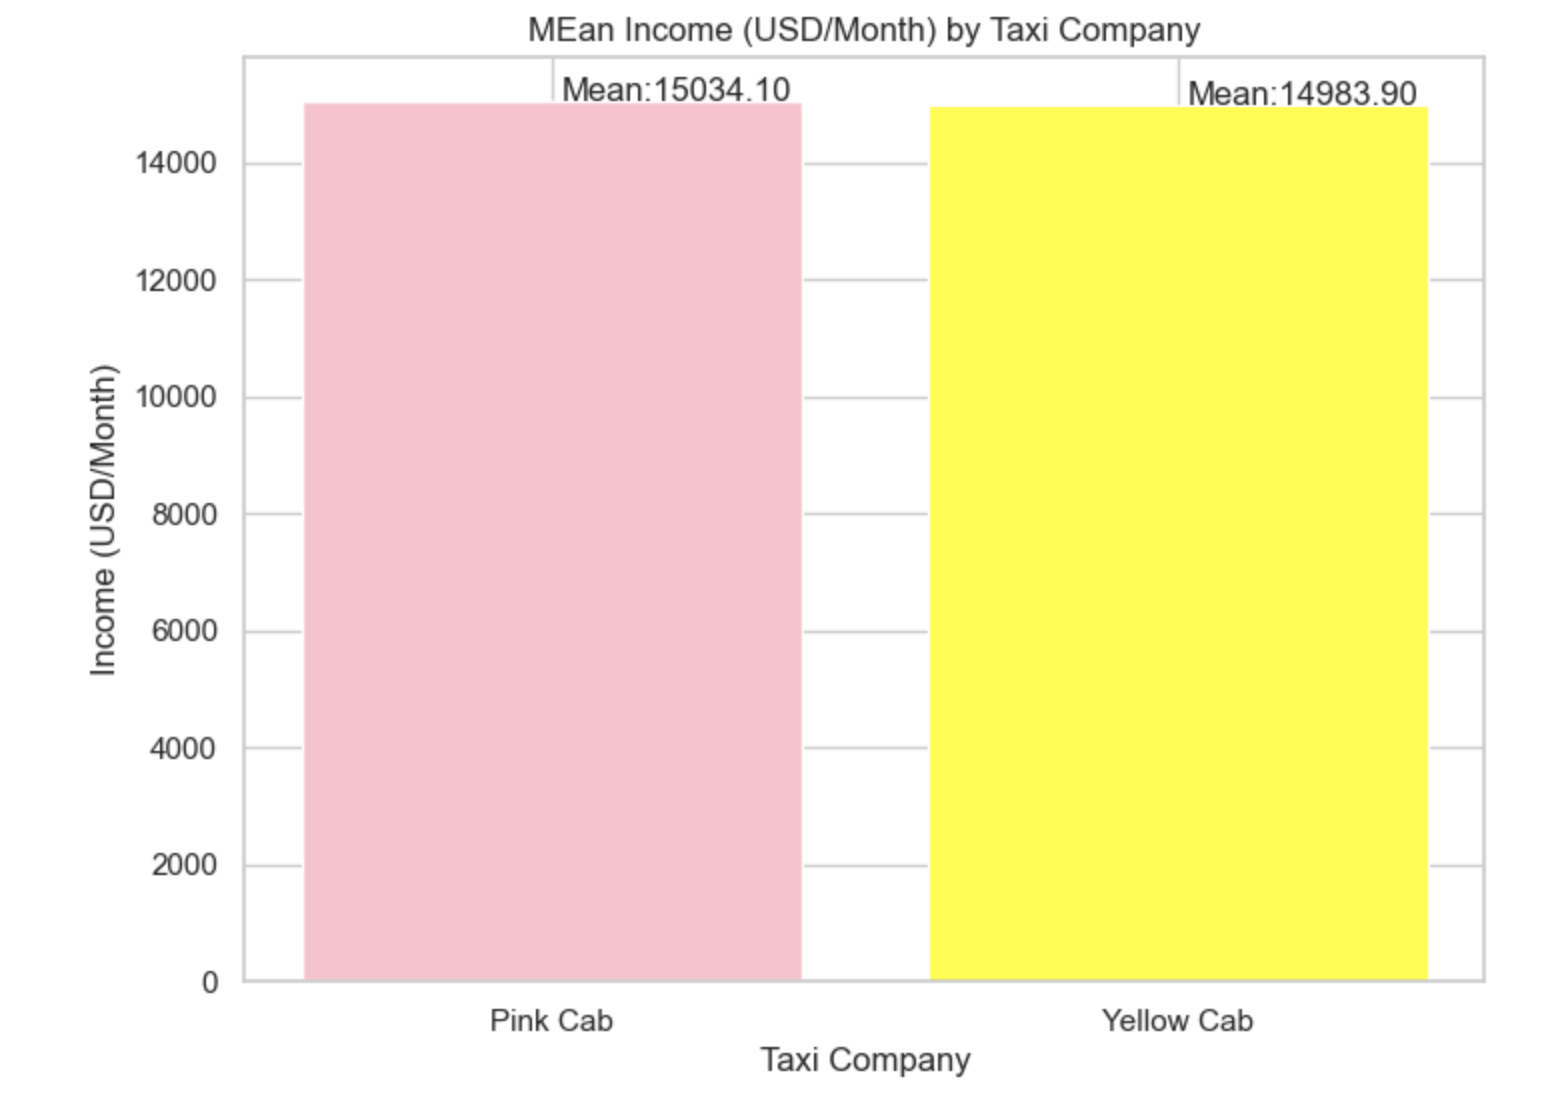 MEan Income (USD/Month) by Taxi Company
Mean:15034.10
Mean:14983.90
14000
12000
10000
8000
6000
4000
2000
0
Income (USD/Month)
Pink Cab
Yellow Cab
Taxi Company